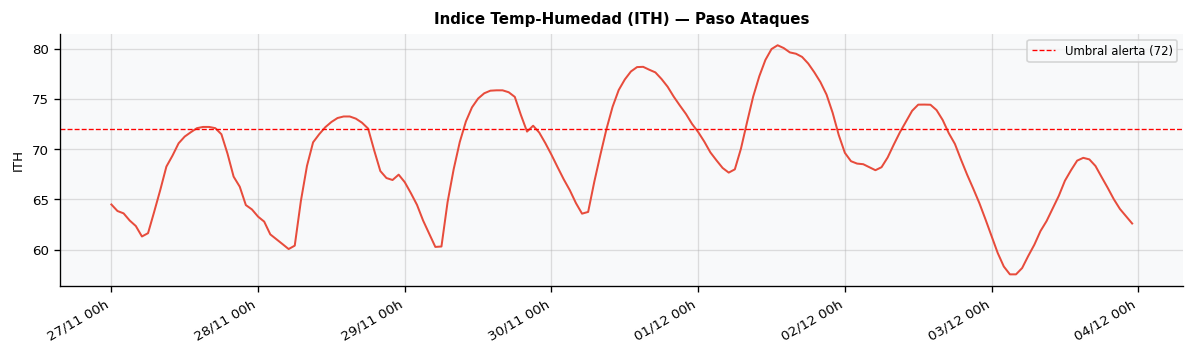 Indice Temp-Humedad (ITH) — Paso Ataques
Umbral alerta (72)
80
75
70
65
60
ITH
27/11 00h
28/11 00h
29/11 00h
30/11 00h
01/12 00h
02/12 00h
03/12 00h
04/12 00h